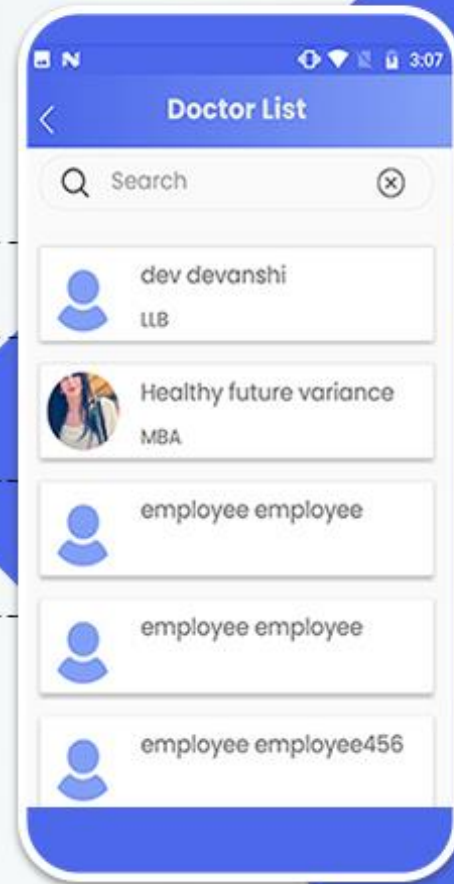 3:07
Doctor List
Search
dev devanshi
LLB
Healthy future variance
MBA
employee employee
employee employee
employee employee456